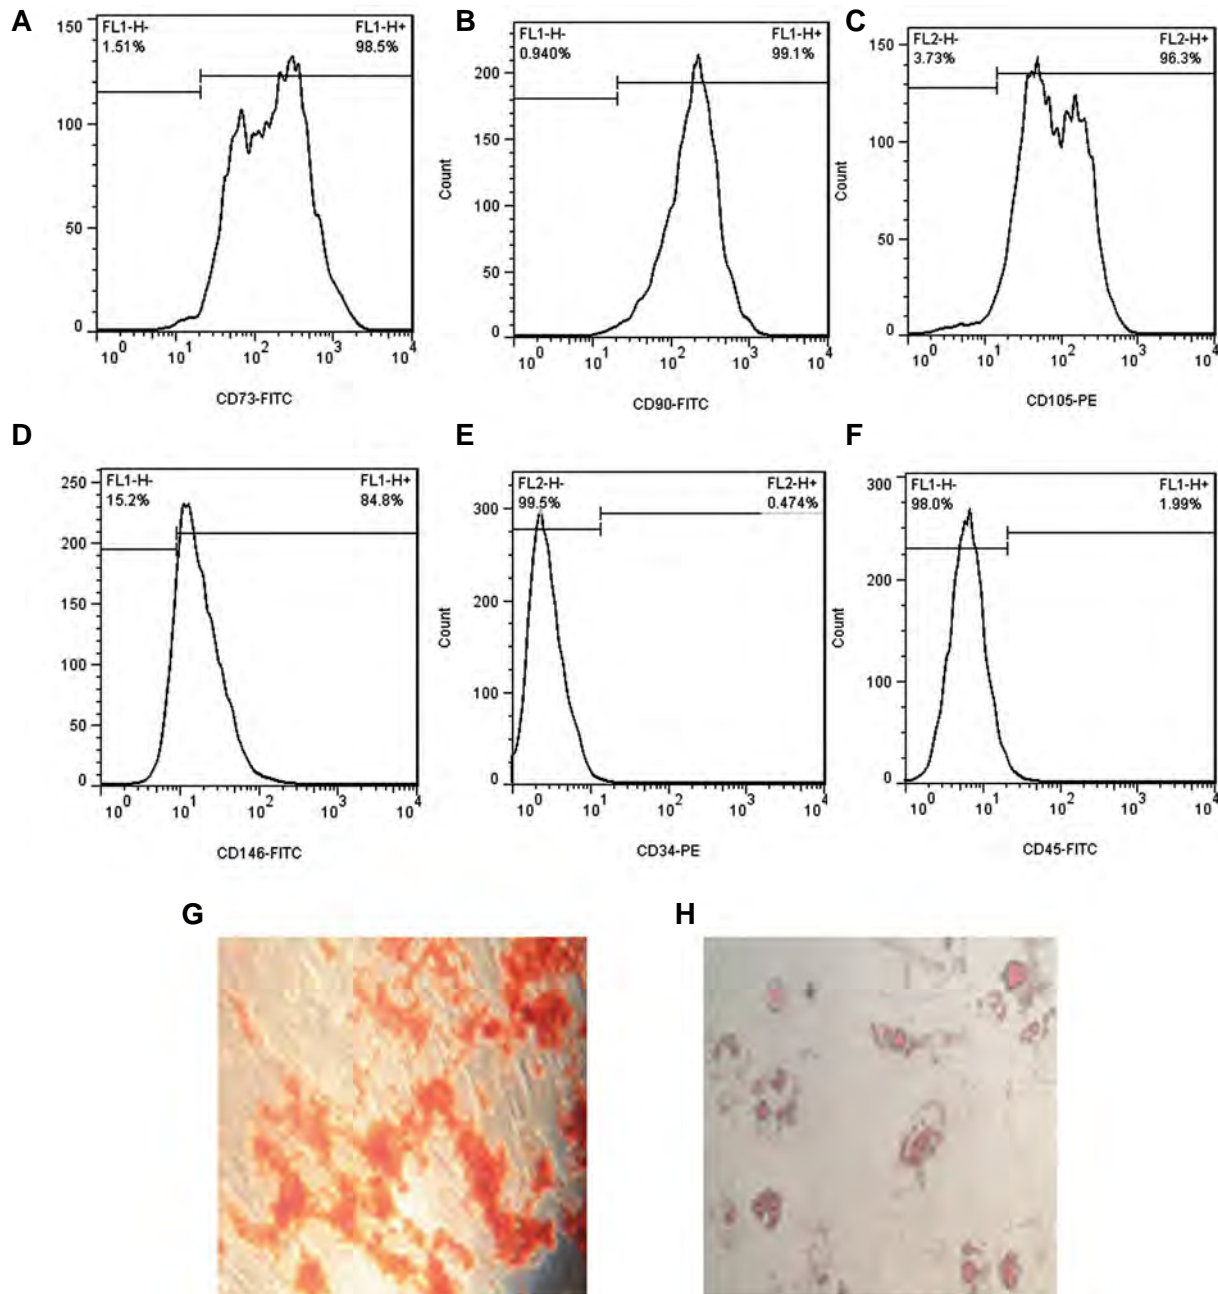 A
FL1-H-
1.51%
FL1-H+
98.5%
150
100
50
0
10^0 10^1 10^2 10^3 10^4
CD73-FITC
B
FL1-H-
0.940%
FL1-H+
99.1%
Count
200
150
100
50
0
10^0 10^1 10^2 10^3 10^4
CD90-FITC
C
FL2-H-
3.73%
FL2-H+
96.3%
Count
150
100
50
0
10^0 10^1 10^2 10^3 10^4
CD105-PE
D
FL1-H-
15.2%
FL1-H+
84.8%
250
200
150
100
50
0
10^0 10^1 10^2 10^3 10^4
CD146-FITC
E
FL2-H-
99.5%
FL2-H+
0.474%
Count
300
200
100
0
10^0 10^1 10^2 10^3 10^4
CD34-PE
F
FL1-H-
98.0%
FL1-H+
1.99%
300
200
100
0
10^0 10^1 10^2 10^3 10^4
CD45-FITC
G
H